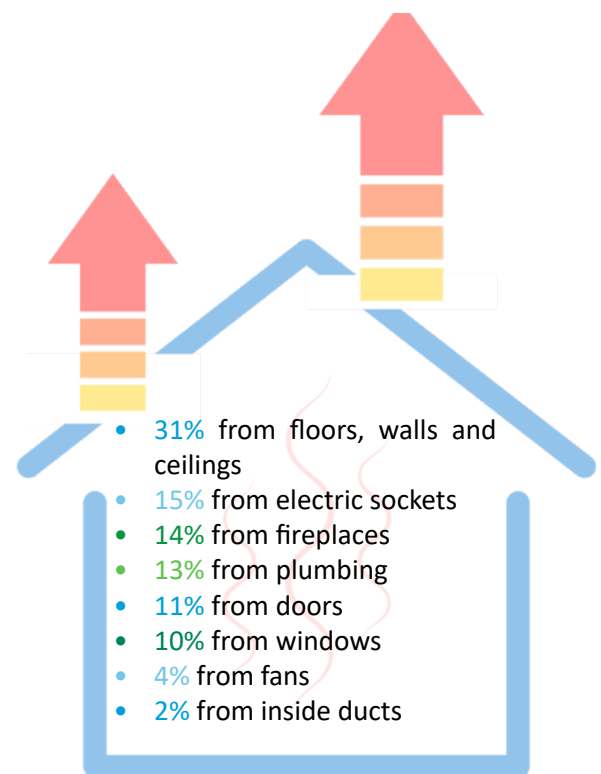 • 31% from floors, walls and
ceilings
• 15% from electric sockets
• 14% from fireplaces
• 13% from plumbing
• 11% from doors
• 10% from windows
• 4% from fans
• 2% from inside ducts